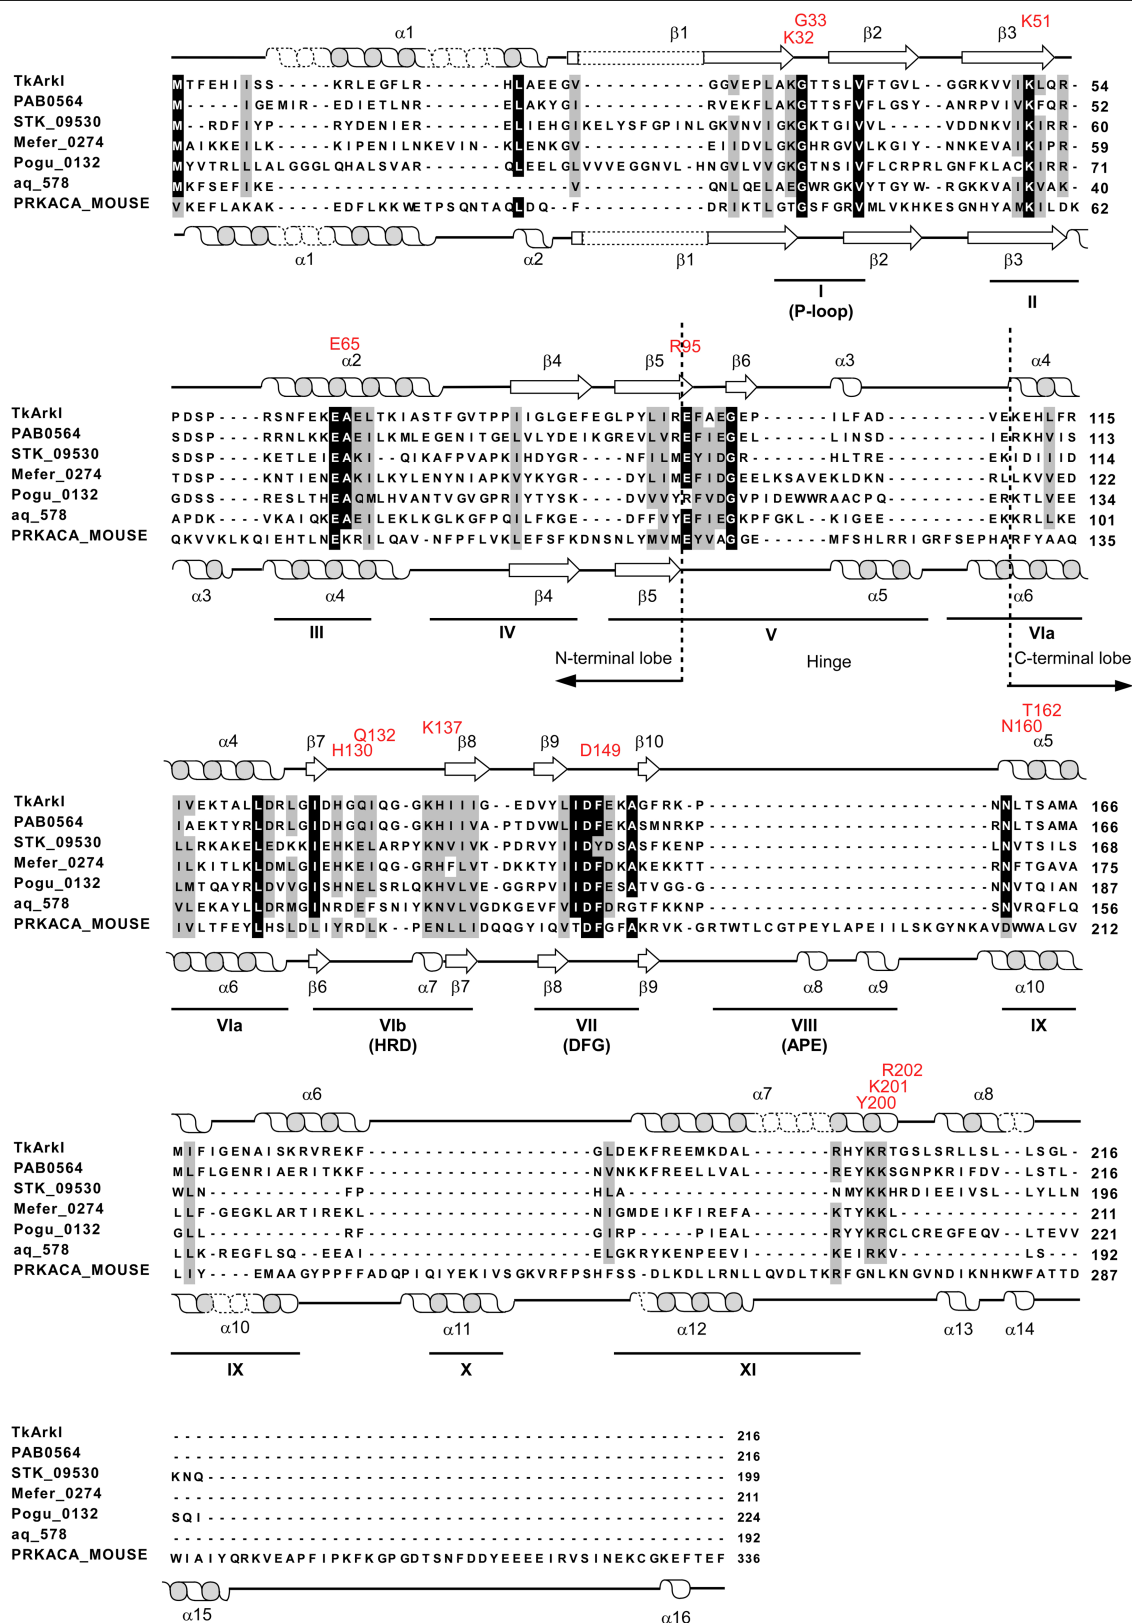 G33
α1 β1 K32 β2 β3 K51
TkArkI MTFEHIISS-----KRLEGFLR-----HLAEEGV-----------GGVEPLAKGTTSLVFTGVL--GGRKVVIKLQR- 54
PAB0564 M----IGEMIR--EDIETLNR-----ELAKYGI-----------RVEKFLAKGTTSFVFLGSY--ANRPVIVKFQR- 52
STK_09530 M--RDFIYP----RYDENIER-----ELIEHGIKELYSFGPINLGKVNVIGKGKTGIVVL----VDDNKVIKIRR- 60
Mefer_0274 MAIKKEILK----KIPENILNKEVIN-KLENKGV-----------EIIDVLGKGHRGVVLKGIY--NNKEVAIKIPR- 59
Pogu_0132 MYVTRLLLALGGGLQHALSVAR-----QLEELGLVVVEGGNVL-HNGVLVVGKGTNSIVFLCRPRLGNFKLACKIRR- 71
aq_578 MKFSEFIKE------------------V-----------QNLQELAEGWRGKVYTGYW--RGKKVAIKVAK- 40
PRKACA_MOUSE VKEFLAKAK-----EDFLKKWETPSQNTAQLDQ--F---------DRIKTLGTGSFGRVMLVKHKESGNHYAMKILDK 62
α1 α2 β1 β2 β3
I II
(P-loop)
E65 R95
α2 β4 β5 β6 α3 α4
TkArkI PDSP----RSNFEKEAELTKIASTFGVTPPIIGLGEFEGLPYLIREFAEGEP------ILFAD---------VEKEHLFR 115
PAB0564 SDSP----RRNLKKEAEILKMLEGENITGELVLYDEIKGREVLVREFIEGEL------LINSD---------IERKHVIS 113
STK_09530 SDSP----KETLEIEAKI--QIKAFPVAPKIHDYGR-----NFILMEYIDGR-------HLTRE---------EKIDIIID 114
Mefer_0274 TDSP----KNTIENEAKILKYLENYNIAPKVYKYGR-----DYLIMEFIDGEELKSAVEKLDKN---------RLLKVED 122
Pogu_0132 GDSS----RESLTHEAQMLHVANTVGVGPRIYTYSK-----DVVVYRFVDGVPIDEWWRAACPQ---------ERKTLVEE 134
aq_578 APDK----VKAIQKEAEILEKLKGLKGFPQILFKGE----DFFVYEFIEGKPFGKL--KIGEE---------EKKRLLKE 101
PRKACA_MOUSE QKVVKLKQIEHTLNEKRILQAV-NFPFLVKLEFSFKDNSNLYMVMEYVAGGE------MFSHLRRIGRFSEPHARFYAAQ 135
α3 α4 β4 β5 α5 α6
III IV V VIa
N-terminal lobe Hinge C-terminal lobe
T162
α4 β7 H130 Q132 K137 β8 β9 D149 β10 N160 α5
TkArkI IVEKTALLDRLGIDHGQIQGG-KHIIIG--EDVYLIDFEKAGFRK-P-------------------------NNLTSAMA 166
PAB0564 IAEKTYRLDRLGIDHGQIQG-GKHIIVA-PTDVWLIDFEKASMNRKP-------------------------RNLTSAMA 166
STK_09530 LLRKAKELEDKKIEHKELARPYKNVIVK-PDRVYIIDYDSASFKENP-------------------------LNVTSILS 168
Mefer_0274 ILKITLKLDMLGIEHKEIQG-GRHFLVT-DKKTYIIDFDKAKEKKTT-------------------------RNFTGAVA 175
Pogu_0132 LMTQAYRLDVVGISHNELSRLQKHVLVE-GGRPVIIDFESATVGG-G-------------------------NNVTQIAN 187
aq_578 VLEKAYLLDRMGINRDEFSNIYKNVLVGDKGEVFVIDFDRGTFKKNP-------------------------SNVRQFLQ 156
PRKACA_MOUSE IVLTFEYLHSLDLIYRDLK-PENLLIDQQGYIQVTDFGFAKRVK-GRTWTLCGTPEYLAPEIILSKGYNKAVDWWALGV 212
α6 β6 α7 β7 β8 β9 α8 α9 α10
VIa VIb VII VIII IX
(HRD) (DFG) (APE)
R202
K201
α6 α7 Y200 α8
TkArkI MIFIGENAISKRVREKF--------------------GLDEKFREEMKDAL-------RHYKRTGSLSRLLSL--LSGL- 216
PAB0564 MLFLGENRIAERITKKF--------------------LVNKKFREEVNELLVAL-------REYKKSGNPKRIFDV--LSTL- 216
STK_09530 WLN------------FP--------------------HLA------------------NMYKKHRDIEEIVSL--LYLLN 196
Mefer_0274 LLF-GEGKLARTIREKL--------------------NIGMDEIKFIREFA-------KTYKKL---------------- 211
Pogu_0132 GLL------------RF--------------------GIRP-----PIEAL-------RYYKRCLCREGFEQV--LTEVV 221
aq_578 LLK-REGFLSQ--EEAI--------------------ELGKRYKENPEEVI-------KEIRKV-----------LS--- 192
PRKACA_MOUSE LIY----EMAAGYPPFFADQPIQIYEKIVSGKVRFPSHFSS-DLKDLLRNLLQVDLTKRFGNLKNGVNDIKNHKWFATTD 287
α10 α11 α12 α13 α14
IX X XI
TkArkI ------------------------------------------------- 216
PAB0564 ------------------------------------------------- 216
STK_09530 KNQ---------------------------------------------- 199
Mefer_0274 ------------------------------------------------- 211
Pogu_0132 SQI---------------------------------------------- 224
aq_578 ------------------------------------------------- 192
PRKACA_MOUSE WIAIYQRKVEAPFIPKFKGPGDTSNFDDYEEEEIRVSINEKCGKEFTEF 336
α15 α16